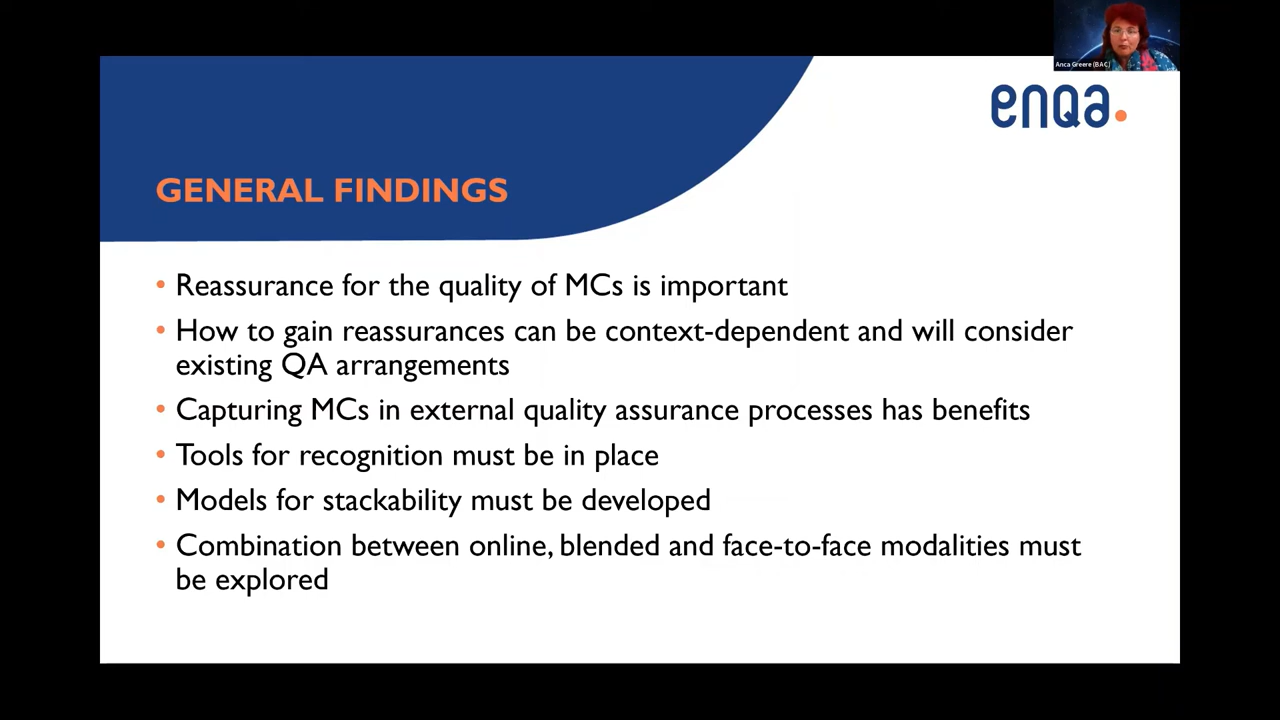 Anca Greere (BAC)
enqa.
GENERAL FINDINGS
• Reassurance for the quality of MCs is important
• How to gain reassurances can be context-dependent and will consider
existing QA arrangements
• Capturing MCs in external quality assurance processes has benefits
• Tools for recognition must be in place
• Models for stackability must be developed
• Combination between online, blended and face-to-face modalities must
be explored